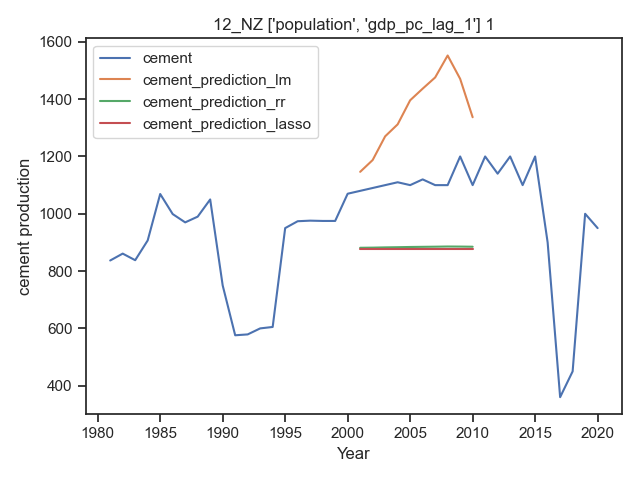 12_NZ ['population', 'gdp_pc_lag_1'] 1
1600
1400
1200
1000
800
600
400
cement production
cement
cement_prediction_lm
cement_prediction_rr
cement_prediction_lasso
1980 1985 1990 1995 2000 2005 2010 2015 2020
Year